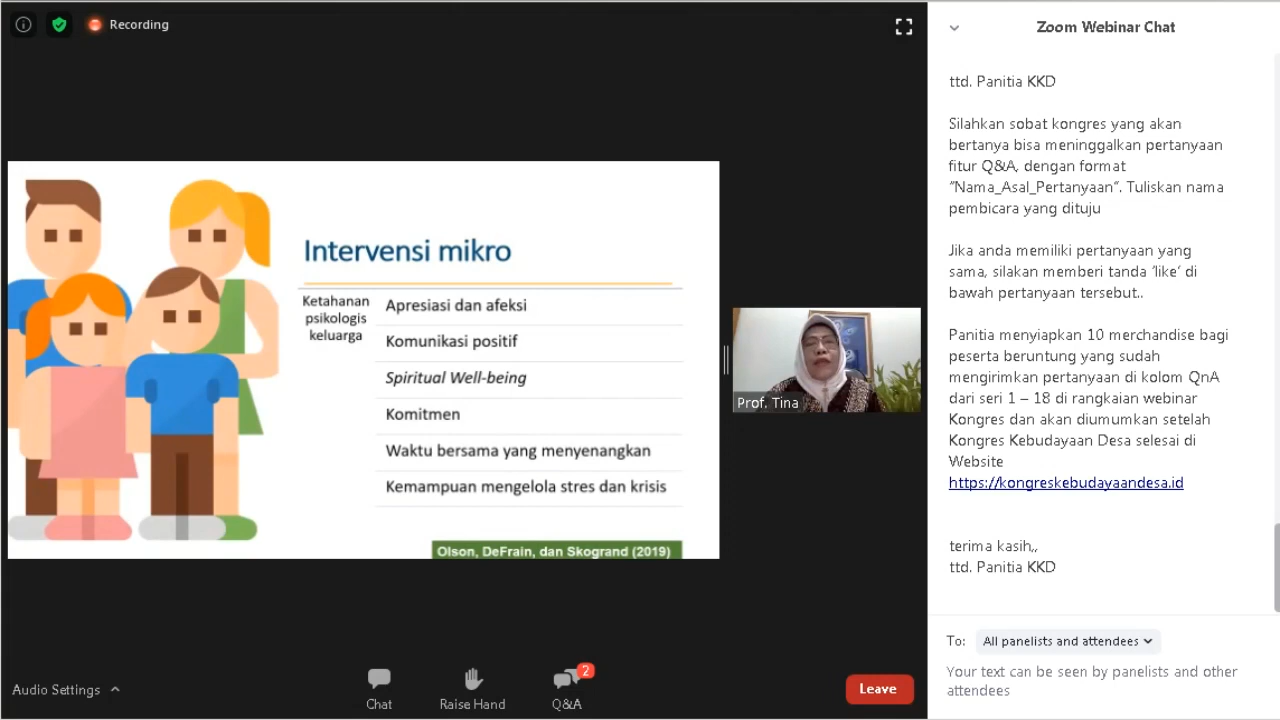 Recording
Intervensi mikro
Ketahanan
psikologis
keluarga
Apresiasi dan afeksi
Komunikasi positif
Spiritual Well-being
Komitmen
Waktu bersama yang menyenangkan
Kemampuan mengelola stres dan krisis
Olson, DeFrain, dan Skogrand (2019)
Prof. Tina
Audio Settings
Chat
Raise Hand
2
Q&A
Leave
Zoom Webinar Chat
ttd. Panitia KKD
Silahkan sobat kongres yang akan
bertanya bisa meninggalkan pertanyaan
fitur Q&A, dengan format
"Nama_Asal_Pertanyaan". Tuliskan nama
pembicara yang dituju
Jika anda memiliki pertanyaan yang
sama, silakan memberi tanda 'like' di
bawah pertanyaan tersebut..
Panitia menyiapkan 10 merchandise bagi
peserta beruntung yang sudah
mengirimkan pertanyaan di kolom QnA
dari seri 1 – 18 di rangkaian webinar
Kongres dan akan diumumkan setelah
Kongres Kebudayaan Desa selesai di
Website
https://kongreskebudayaandesa.id
terima kasih,,
ttd. Panitia KKD
To: All panelists and attendees
Your text can be seen by panelists and other
attendees